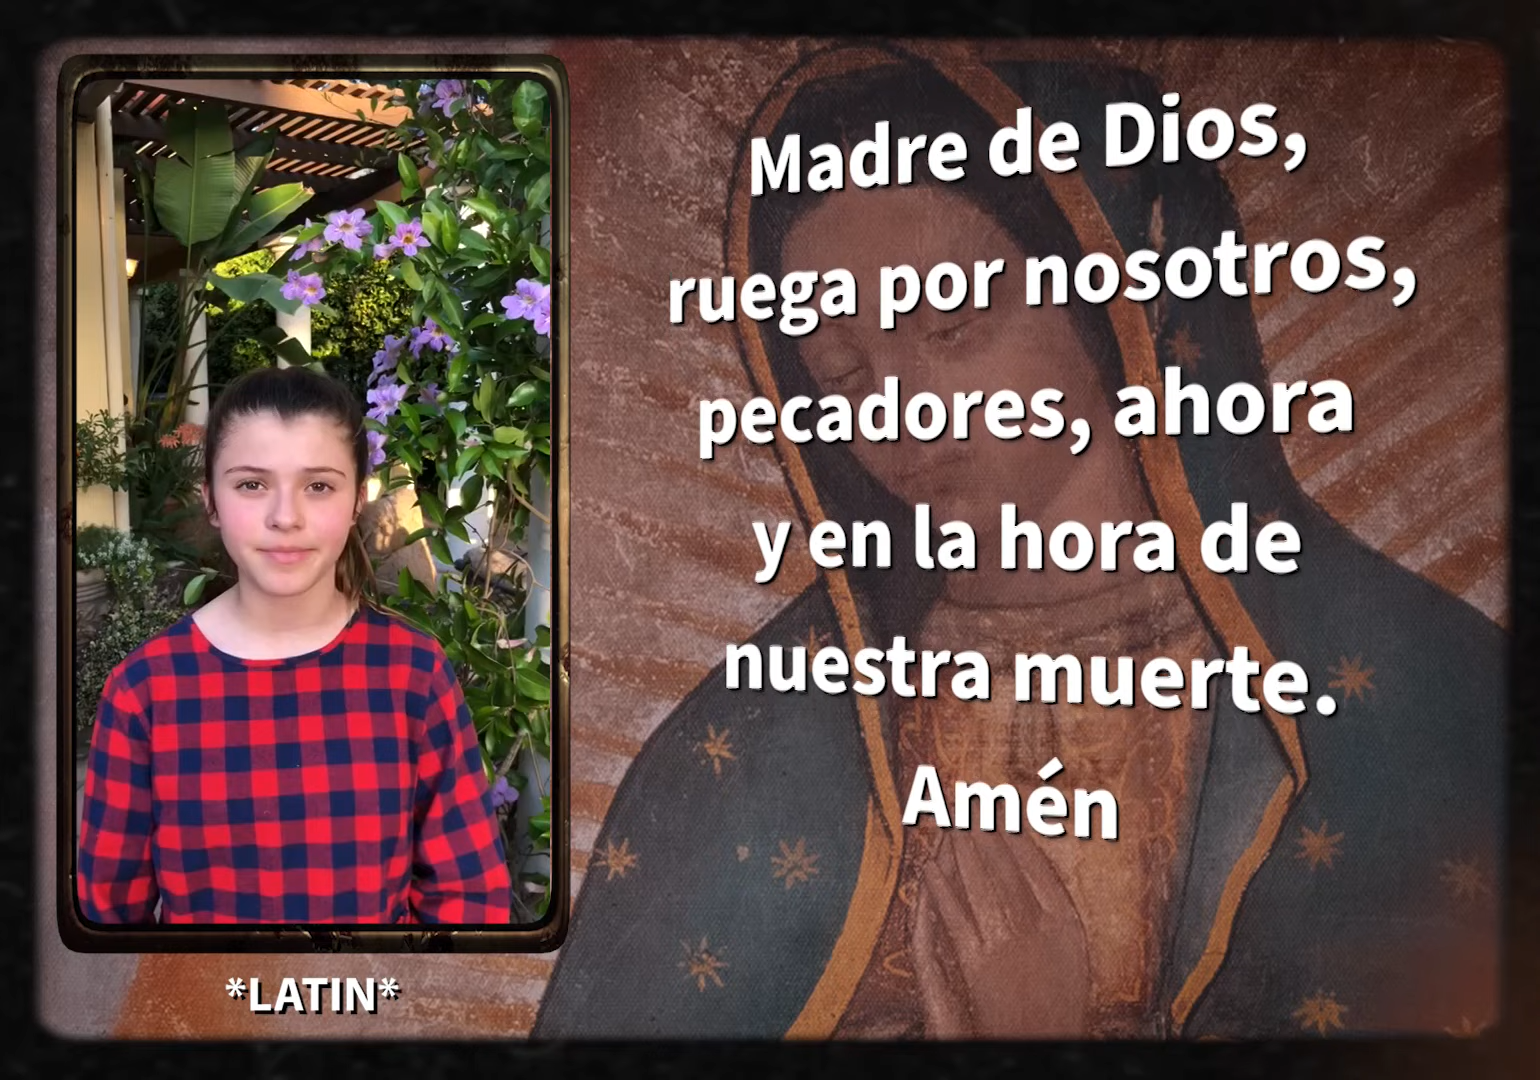 Madre de Dios,
ruega por nosotros,
pecadores, ahora
y en la hora de
nuestra muerte.
Amén
*LATIN*